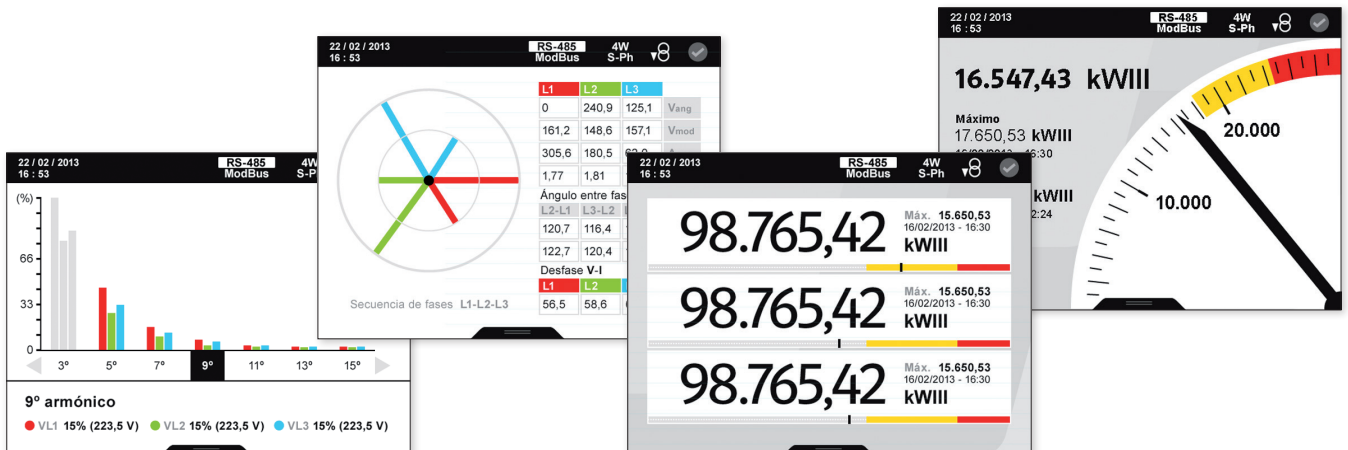 22 / 02 / 2013
16 : 53
RS-485
ModBus
4W
(%)
66
33
0
3º 5º 7º 9º 11º 13º 15º
9º armónico
VL1 15% (223,5 V) VL2 15% (223,5 V) VL3 15% (223,5 V)
22 / 02 / 2013
16 : 53
RS-485
ModBus
4W
S-Ph
L1 L2 L3
0 240,9 125,1 Vang
161,2 148,6 157,1 Vmod
305,6 180,5
1,77 1,81
Ángulo entre
L2-L1 L3-L2
120,7 116,4
122,7 120,4
Desfase V-I
L1 L2
56,5 58,6
Secuencia de fases L1-L2-L3
22 / 02 / 2013
16 : 53
RS-485
ModBus
4W
S-Ph
98.765,42
Máx. 15.650,53
16/02/2013 - 16:30
kWIII
98.765,42
Máx. 15.650,53
16/02/2013 - 16:30
kWIII
98.765,42
Máx. 15.650,53
16/02/2013 - 16:30
kWIII
22 / 02 / 2013
16 : 53
RS-485
ModBus
4W
S-Ph
16.547,43 kWIII
Máximo
17.650,53 kWIII
kWIII
20.000
10.000